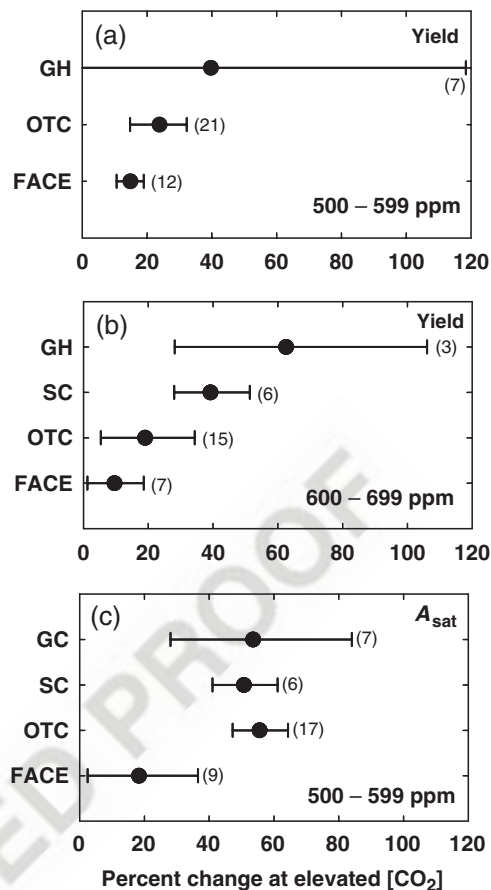 (a) Yield
GH (7)
OTC (21)
FACE (12)
500 – 599 ppm
0 20 40 60 80 100 120
(b) Yield
GH (3)
SC (6)
OTC (15)
FACE (7)
600 – 699 ppm
0 20 40 60 80 100 120
(c) A_sat
GC (7)
SC (6)
OTC (17)
FACE (9)
500 – 599 ppm
0 20 40 60 80 100 120
Percent change at elevated [CO₂]
ED PROOF